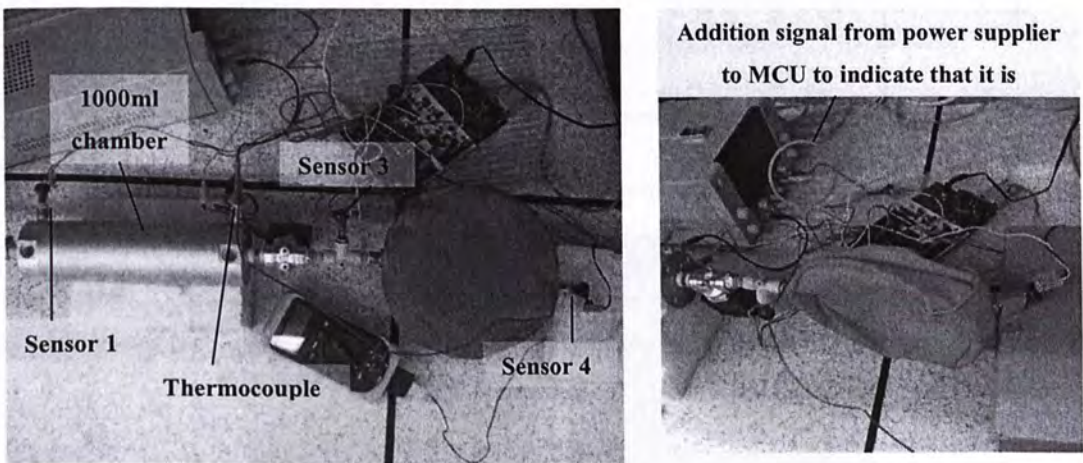 1000ml
chamber
Sensor 3
Sensor 1
Thermocouple
Sensor 4
Addition signal from power supplier
to MCU to indicate that it is